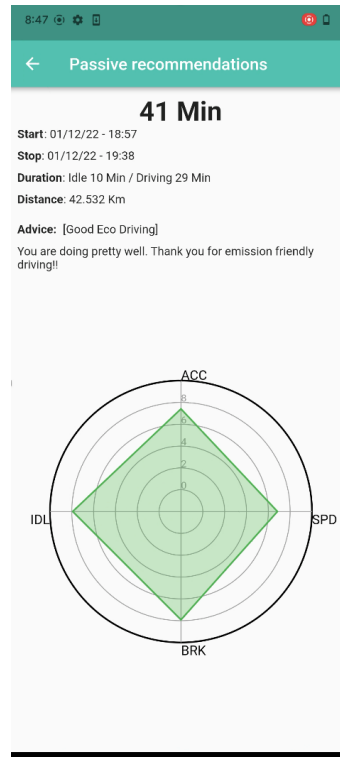 8:47
Passive recommendations
41 Min
Start: 01/12/22 - 18:57
Stop: 01/12/22 - 19:38
Duration: Idle 10 Min / Driving 29 Min
Distance: 42.532 Km
Advice: [Good Eco Driving]
You are doing pretty well. Thank you for emission friendly
driving!!
ACC
8
6
4
2
0
IDL
SPD
BRK